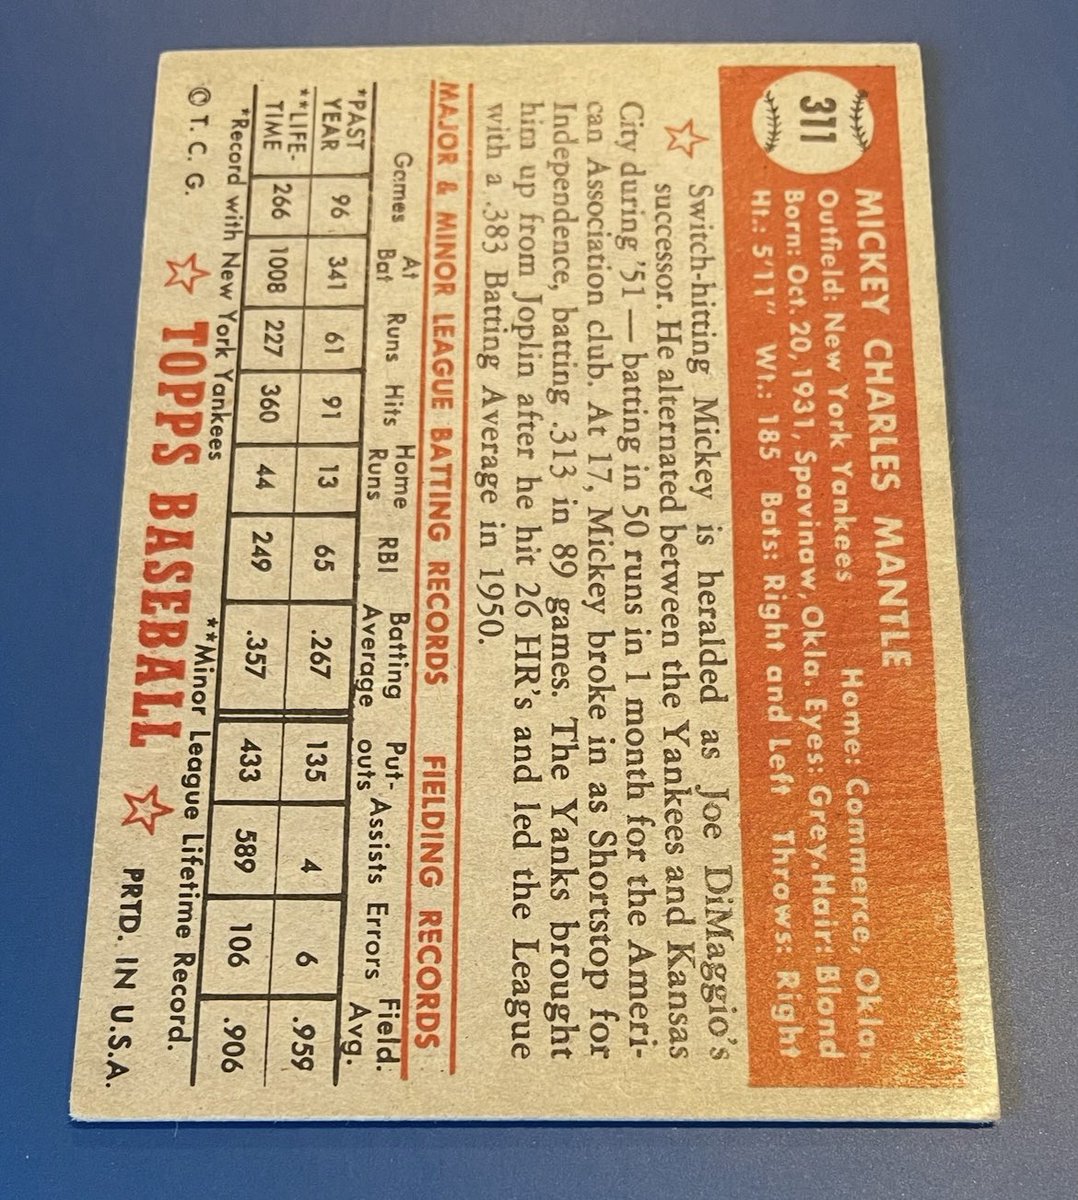 311
MICKEY CHARLES MANTLE
Outfield: New York Yankees Home: Commerce, Okla.
Born: Oct. 20, 1931, Spavinaw, Okla. Eyes: Grey, Hair: Blond
Ht.: 5'11" Wt.: 185 Bats: Right and Left Throws: Right
Switch-hitting Mickey is heralded as Joe DiMaggio's
successor. He alternated between the Yankees and Kansas
City during '51 — batting in 50 runs in 1 month for the Ameri-
can Association club. At 17, Mickey broke in as Shortstop for
Independence, batting .313 in 89 games. The Yanks brought
him up from Joplin after he hit 26 HR's and led the League
with a .383 Batting Average in 1950.
MAJOR & MINOR LEAGUE BATTING RECORDS FIELDING RECORDS
Games At Bat Runs Hits Home Runs RBI Batting Average Put-outs Assists Errors Field. Avg.
*PAST YEAR 96 341 61 91 13 65 .267 135 4 6 .959
**LIFE-TIME 266 1008 227 360 44 249 .357 433 589 106 .906
*Record with New York Yankees **Minor League Lifetime Record.
© T. C. G. TOPPS BASEBALL PRTD. IN U.S.A.